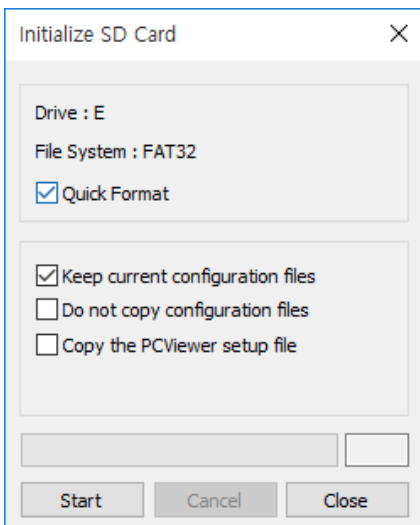 Initialize SD Card
Drive : E
File System : FAT32
Quick Format
Keep current configuration files
Do not copy configuration files
Copy the PCViewer setup file
Start Cancel Close